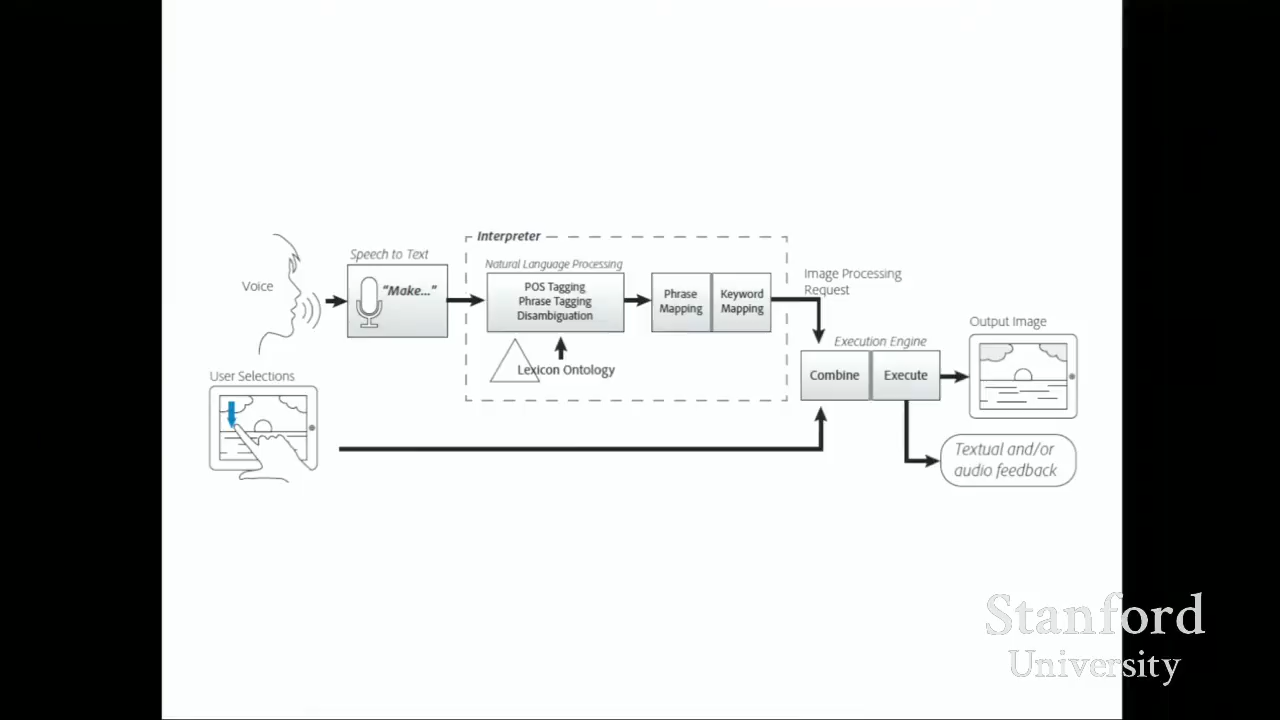 Voice
Speech to Text
"Make..."
Interpreter
Natural Language Processing
POS Tagging
Phrase Tagging
Disambiguation
Lexicon Ontology
Phrase
Mapping
Keyword
Mapping
Image Processing
Request
User Selections
Execution Engine
Combine
Execute
Output Image
Textual and/or
audio feedback
Stanford
University